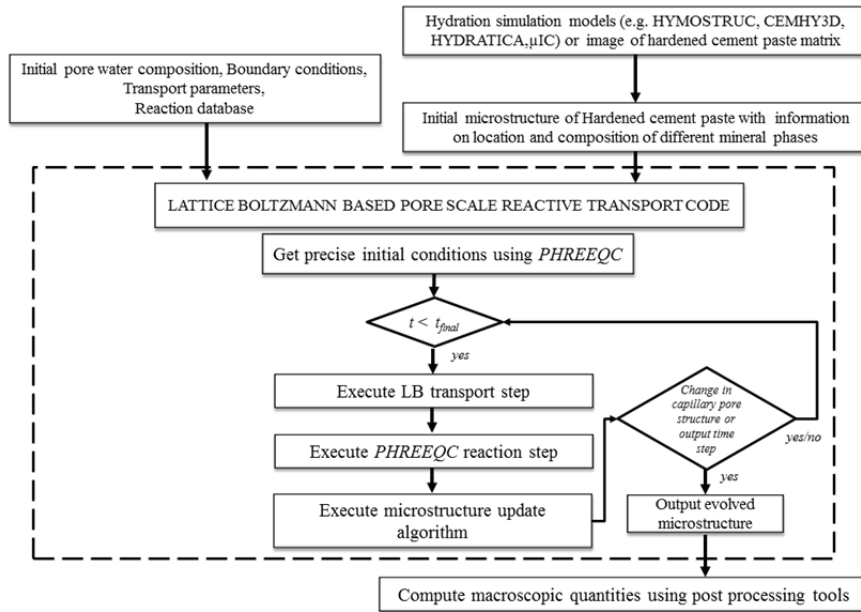 Hydration simulation models (e.g. HYMOSTRUC, CEMHY3D,
HYDRATICA,µIC) or image of hardened cement paste matrix
Initial pore water composition, Boundary conditions,
Transport parameters,
Reaction database
Initial microstructure of Hardened cement paste with information
on location and composition of different mineral phases
LATTICE BOLTZMANN BASED PORE SCALE REACTIVE TRANSPORT CODE
Get precise initial conditions using PHREEQC
t < tfinal
yes
Execute LB transport step
Execute PHREEQC reaction step
Execute microstructure update
algorithm
Change in
capillary pore
structure or
output time
step
yes/no
yes
Output evolved
microstructure
Compute macroscopic quantities using post processing tools